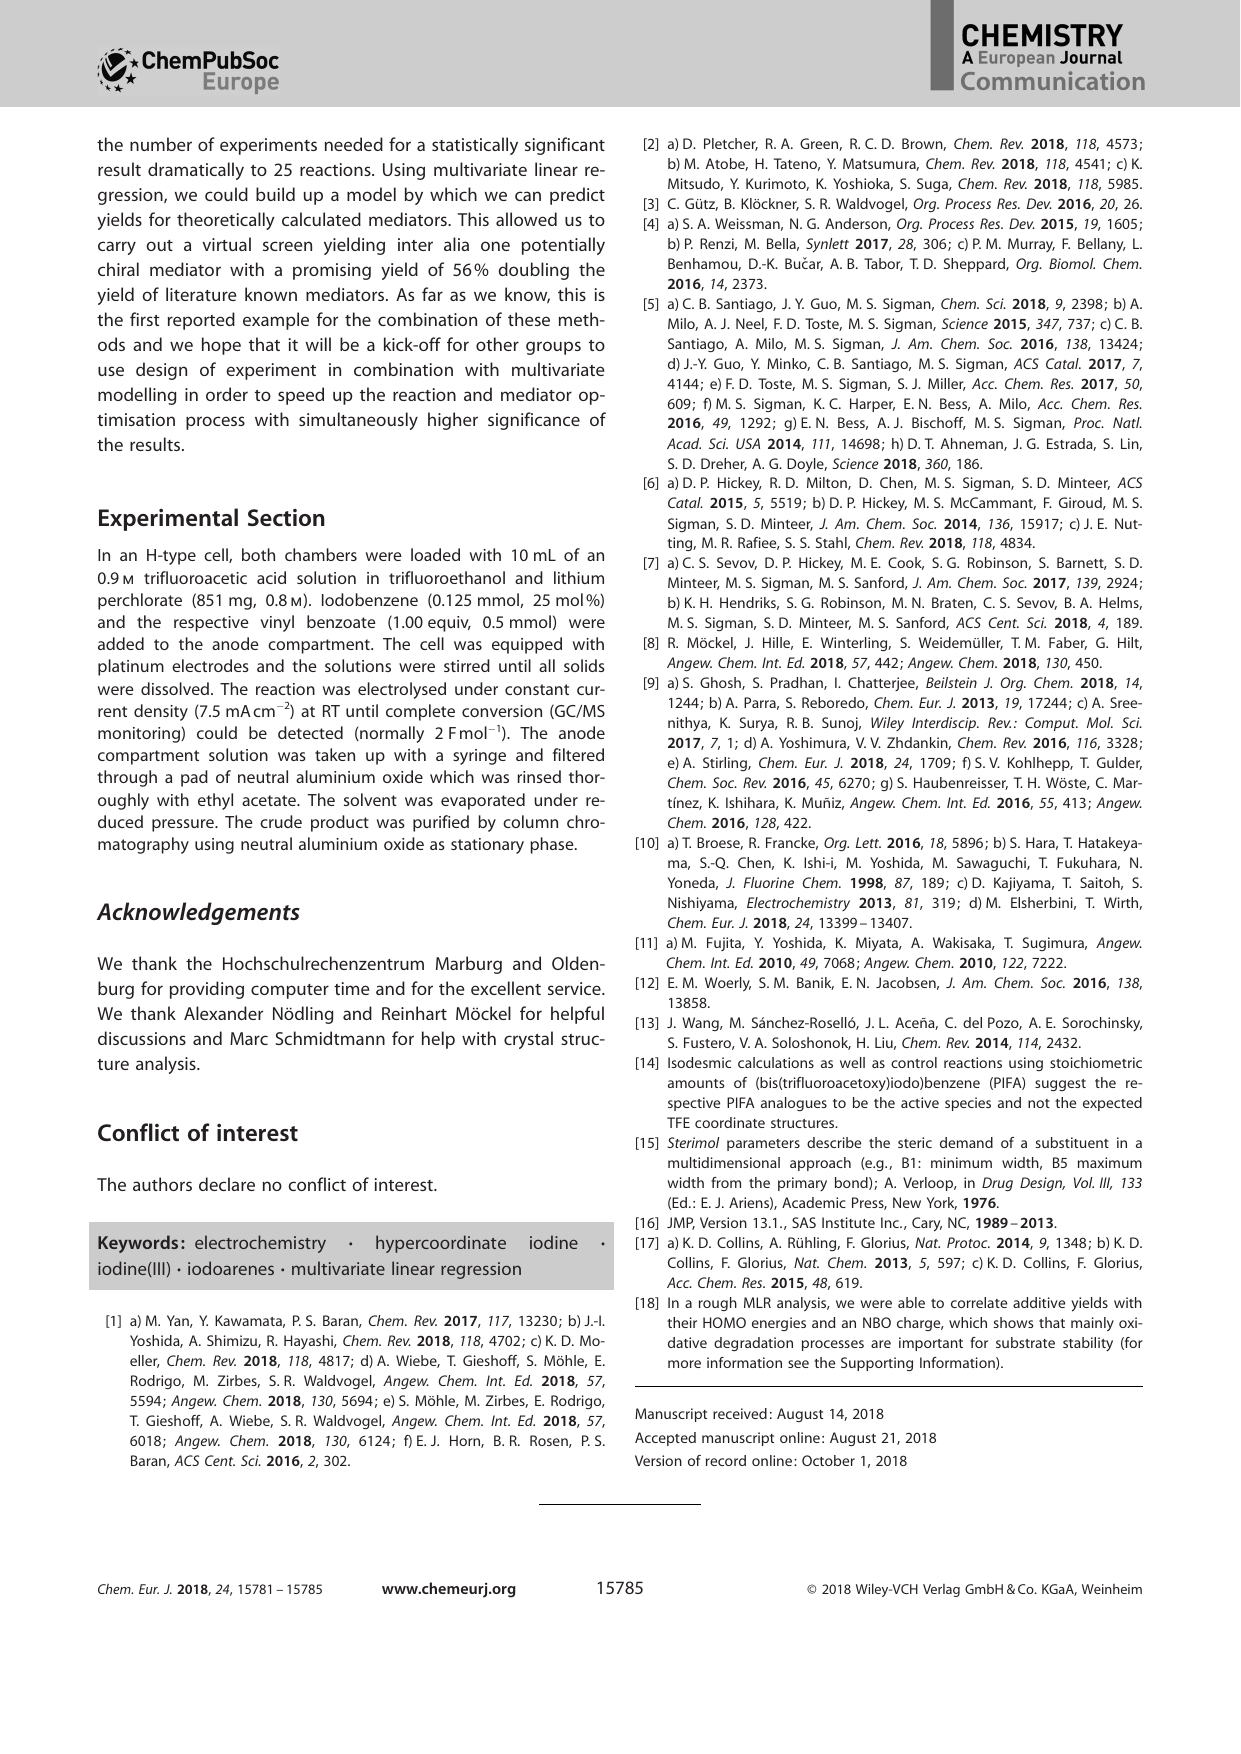 ChemPubSoc
Europe
CHEMISTRY
A European Journal
Communication
the number of experiments needed for a statistically significant
result dramatically to 25 reactions. Using multivariate linear re-
gression, we could build up a model by which we can predict
yields for theoretically calculated mediators. This allowed us to
carry out a virtual screen yielding inter alia one potentially
chiral mediator with a promising yield of 56% doubling the
yield of literature known mediators. As far as we know, this is
the first reported example for the combination of these meth-
ods and we hope that it will be a kick-off for other groups to
use design of experiment in combination with multivariate
modelling in order to speed up the reaction and mediator op-
timisation process with simultaneously higher significance of
the results.
Experimental Section
In an H-type cell, both chambers were loaded with 10 mL of an
0.9 M trifluoroacetic acid solution in trifluoroethanol and lithium
perchlorate (851 mg, 0.8 M). Iodobenzene (0.125 mmol, 25 mol%)
and the respective vinyl benzoate (1.00 equiv, 0.5 mmol) were
added to the anode compartment. The cell was equipped with
platinum electrodes and the solutions were stirred until all solids
were dissolved. The reaction was electrolysed under constant cur-
rent density (7.5 mA cm⁻²) at RT until complete conversion (GC/MS
monitoring) could be detected (normally 2 F mol⁻¹). The anode
compartment solution was taken up with a syringe and filtered
through a pad of neutral aluminium oxide which was rinsed thor-
oughly with ethyl acetate. The solvent was evaporated under re-
duced pressure. The crude product was purified by column chro-
matography using neutral aluminium oxide as stationary phase.
Acknowledgements
We thank the Hochschulrechenzentrum Marburg and Olden-
burg for providing computer time and for the excellent service.
We thank Alexander Nödling and Reinhart Möckel for helpful
discussions and Marc Schmidtmann for help with crystal struc-
ture analysis.
Conflict of interest
The authors declare no conflict of interest.
Keywords: electrochemistry · hypercoordinate iodine ·
iodine(III) · iodoarenes · multivariate linear regression
[1] a) M. Yan, Y. Kawamata, P. S. Baran, Chem. Rev. 2017, 117, 13230; b) J.-I.
Yoshida, A. Shimizu, R. Hayashi, Chem. Rev. 2018, 118, 4702; c) K. D. Mo-
eller, Chem. Rev. 2018, 118, 4817; d) A. Wiebe, T. Gieshoff, S. Möhle, E.
Rodrigo, M. Zirbes, S. R. Waldvogel, Angew. Chem. Int. Ed. 2018, 57,
5594; Angew. Chem. 2018, 130, 5694; e) S. Möhle, M. Zirbes, E. Rodrigo,
T. Gieshoff, A. Wiebe, S. R. Waldvogel, Angew. Chem. Int. Ed. 2018, 57,
6018; Angew. Chem. 2018, 130, 6124; f) E. J. Horn, B. R. Rosen, P. S.
Baran, ACS Cent. Sci. 2016, 2, 302.
[2] a) D. Pletcher, R. A. Green, R. C. D. Brown, Chem. Rev. 2018, 118, 4573;
b) M. Atobe, H. Tateno, Y. Matsumura, Chem. Rev. 2018, 118, 4541; c) K.
Mitsudo, Y. Kurimoto, K. Yoshioka, S. Suga, Chem. Rev. 2018, 118, 5985.
[3] C. Gütz, B. Klöckner, S. R. Waldvogel, Org. Process Res. Dev. 2016, 20, 26.
[4] a) S. A. Weissman, N. G. Anderson, Org. Process Res. Dev. 2015, 19, 1605;
b) P. Renzi, M. Bella, Synlett 2017, 28, 306; c) P. M. Murray, F. Bellany, L.
Benhamou, D.-K. Bučar, A. B. Tabor, T. D. Sheppard, Org. Biomol. Chem.
2016, 14, 2373.
[5] a) C. B. Santiago, J. Y. Guo, M. S. Sigman, Chem. Sci. 2018, 9, 2398; b) A.
Milo, A. J. Neel, F. D. Toste, M. S. Sigman, Science 2015, 347, 737; c) C. B.
Santiago, A. Milo, M. S. Sigman, J. Am. Chem. Soc. 2016, 138, 13424;
d) J.-Y. Guo, Y. Minko, C. B. Santiago, M. S. Sigman, ACS Catal. 2017, 7,
4144; e) F. D. Toste, M. S. Sigman, S. J. Miller, Acc. Chem. Res. 2017, 50,
609; f) M. S. Sigman, K. C. Harper, E. N. Bess, A. Milo, Acc. Chem. Res.
2016, 49, 1292; g) E. N. Bess, A. J. Bischoff, M. S. Sigman, Proc. Natl.
Acad. Sci. USA 2014, 111, 14698; h) D. T. Ahneman, J. G. Estrada, S. Lin,
S. D. Dreher, A. G. Doyle, Science 2018, 360, 186.
[6] a) D. P. Hickey, R. D. Milton, D. Chen, M. S. Sigman, S. D. Minteer, ACS
Catal. 2015, 5, 5519; b) D. P. Hickey, M. S. McCammant, F. Giroud, M. S.
Sigman, S. D. Minteer, J. Am. Chem. Soc. 2014, 136, 15917; c) J. E. Nut-
ting, M. R. Rafiee, S. S. Stahl, Chem. Rev. 2018, 118, 4834.
[7] a) C. S. Sevov, D. P. Hickey, M. E. Cook, S. G. Robinson, S. Barnett, S. D.
Minteer, M. S. Sigman, M. S. Sanford, J. Am. Chem. Soc. 2017, 139, 2924;
b) K. H. Hendriks, S. G. Robinson, M. N. Braten, C. S. Sevov, B. A. Helms,
M. S. Sigman, S. D. Minteer, M. S. Sanford, ACS Cent. Sci. 2018, 4, 189.
[8] R. Möckel, J. Hille, E. Winterling, S. Weidemüller, T. M. Faber, G. Hilt,
Angew. Chem. Int. Ed. 2018, 57, 442; Angew. Chem. 2018, 130, 450.
[9] a) S. Ghosh, S. Pradhan, I. Chatterjee, Beilstein J. Org. Chem. 2018, 14,
1244; b) A. Parra, S. Reboredo, Chem. Eur. J. 2013, 19, 17244; c) A. Sree-
nithya, K. Surya, R. B. Sunoj, Wiley Interdiscip. Rev.: Comput. Mol. Sci.
2017, 7, 1; d) A. Yoshimura, V. V. Zhdankin, Chem. Rev. 2016, 116, 3328;
e) A. Stirling, Chem. Eur. J. 2018, 24, 1709; f) S. V. Kohlhepp, T. Gulder,
Chem. Soc. Rev. 2016, 45, 6270; g) S. Haubenreisser, T. H. Wöste, C. Mar-
tínez, K. Ishihara, K. Muñiz, Angew. Chem. Int. Ed. 2016, 55, 413; Angew.
Chem. 2016, 128, 422.
[10] a) T. Broese, R. Francke, Org. Lett. 2016, 18, 5896; b) S. Hara, T. Hatakeya-
ma, S.-Q. Chen, K. Ishi-i, M. Yoshida, M. Sawaguchi, T. Fukuhara, N.
Yoneda, J. Fluorine Chem. 1998, 87, 189; c) D. Kajiyama, T. Saitoh, S.
Nishiyama, Electrochemistry 2013, 81, 319; d) M. Elsherbini, T. Wirth,
Chem. Eur. J. 2018, 24, 13399–13407.
[11] a) M. Fujita, Y. Yoshida, K. Miyata, A. Wakisaka, T. Sugimura, Angew.
Chem. Int. Ed. 2010, 49, 7068; Angew. Chem. 2010, 122, 7222.
[12] E. M. Woerly, S. M. Banik, E. N. Jacobsen, J. Am. Chem. Soc. 2016, 138,
13858.
[13] J. Wang, M. Sánchez-Roselló, J. L. Aceña, C. del Pozo, A. E. Sorochinsky,
S. Fustero, V. A. Soloshonok, H. Liu, Chem. Rev. 2014, 114, 2432.
[14] Isodesmic calculations as well as control reactions using stoichiometric
amounts of (bis(trifluoroacetoxy)iodo)benzene (PIFA) suggest the re-
spective PIFA analogues to be the active species and not the expected
TFE coordinate structures.
[15] Sterimol parameters describe the steric demand of a substituent in a
multidimensional approach (e.g., B1: minimum width, B5 maximum
width from the primary bond); A. Verloop, in Drug Design, Vol. III, 133
(Ed.: E. J. Ariens), Academic Press, New York, 1976.
[16] JMP, Version 13.1., SAS Institute Inc., Cary, NC, 1989–2013.
[17] a) K. D. Collins, A. Rühling, F. Glorius, Nat. Protoc. 2014, 9, 1348; b) K. D.
Collins, F. Glorius, Nat. Chem. 2013, 5, 597; c) K. D. Collins, F. Glorius,
Acc. Chem. Res. 2015, 48, 619.
[18] In a rough MLR analysis, we were able to correlate additive yields with
their HOMO energies and an NBO charge, which shows that mainly oxi-
dative degradation processes are important for substrate stability (for
more information see the Supporting Information).
Manuscript received: August 14, 2018
Accepted manuscript online: August 21, 2018
Version of record online: October 1, 2018
Chem. Eur. J. 2018, 24, 15781–15785
www.chemeurj.org
15785
© 2018 Wiley-VCH Verlag GmbH & Co. KGaA, Weinheim